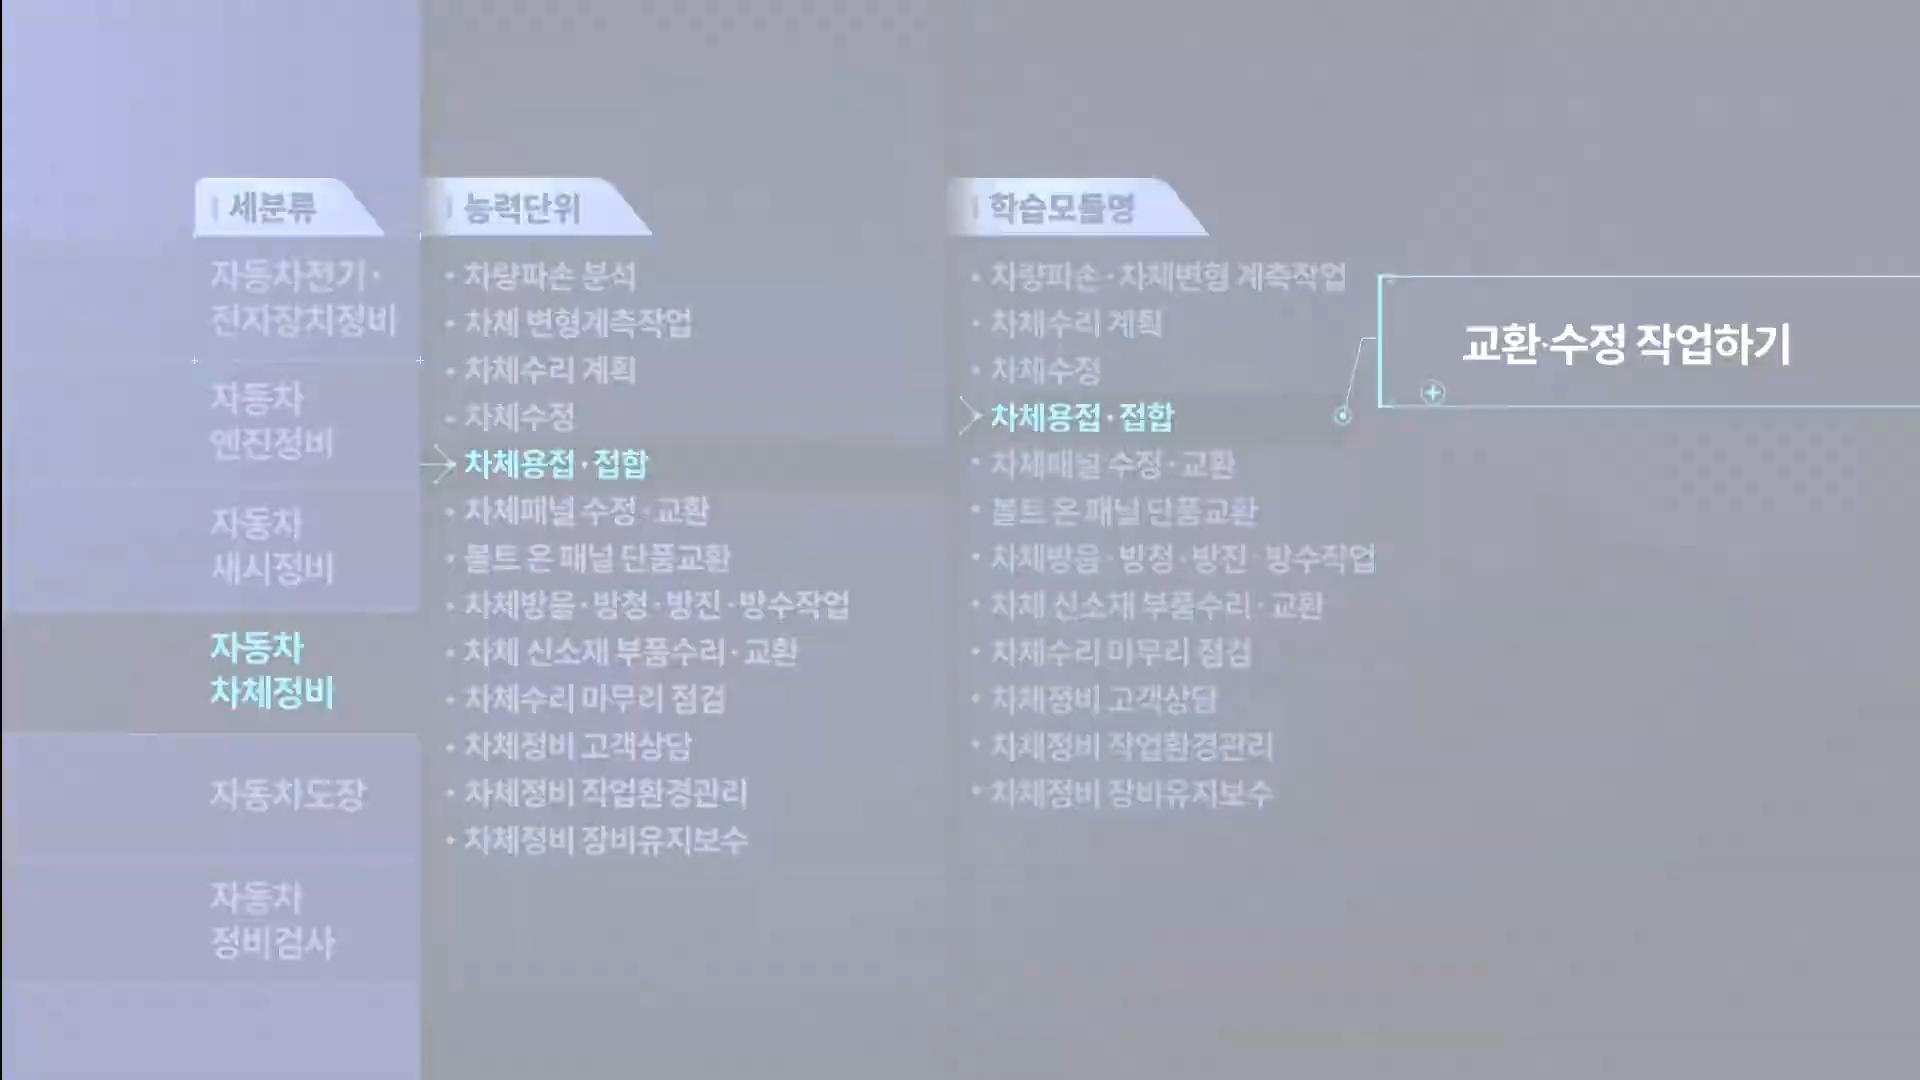 세분류
자동차전기·
전자장치정비
자동차
엔진정비
자동차
섀시정비
자동차
차체정비
자동차도장
자동차
정비검사
능력단위
• 차량파손 분석
• 차체 변형계측작업
• 차체수리 계획
• 차체수정
차체용접·접합
• 차체패널 수정·교환
• 볼트 온 패널 단품교환
• 차체방음·방청·방진·방수작업
• 차체 신소재 부품수리·교환
• 차체수리 마무리 점검
• 차체정비 고객상담
• 차체정비 작업환경관리
• 차체정비 장비유지보수
학습모듈명
• 차량파손·차체변형 계측작업
• 차체수리 계획
• 차체수정
차체용접·접합
• 차체패널 수정·교환
• 볼트 온 패널 단품교환
• 차체방음·방청·방진·방수작업
• 차체 신소재 부품수리·교환
• 차체수리 마무리 점검
• 차체정비 고객상담
• 차체정비 작업환경관리
• 차체정비 장비유지보수
교환·수정 작업하기